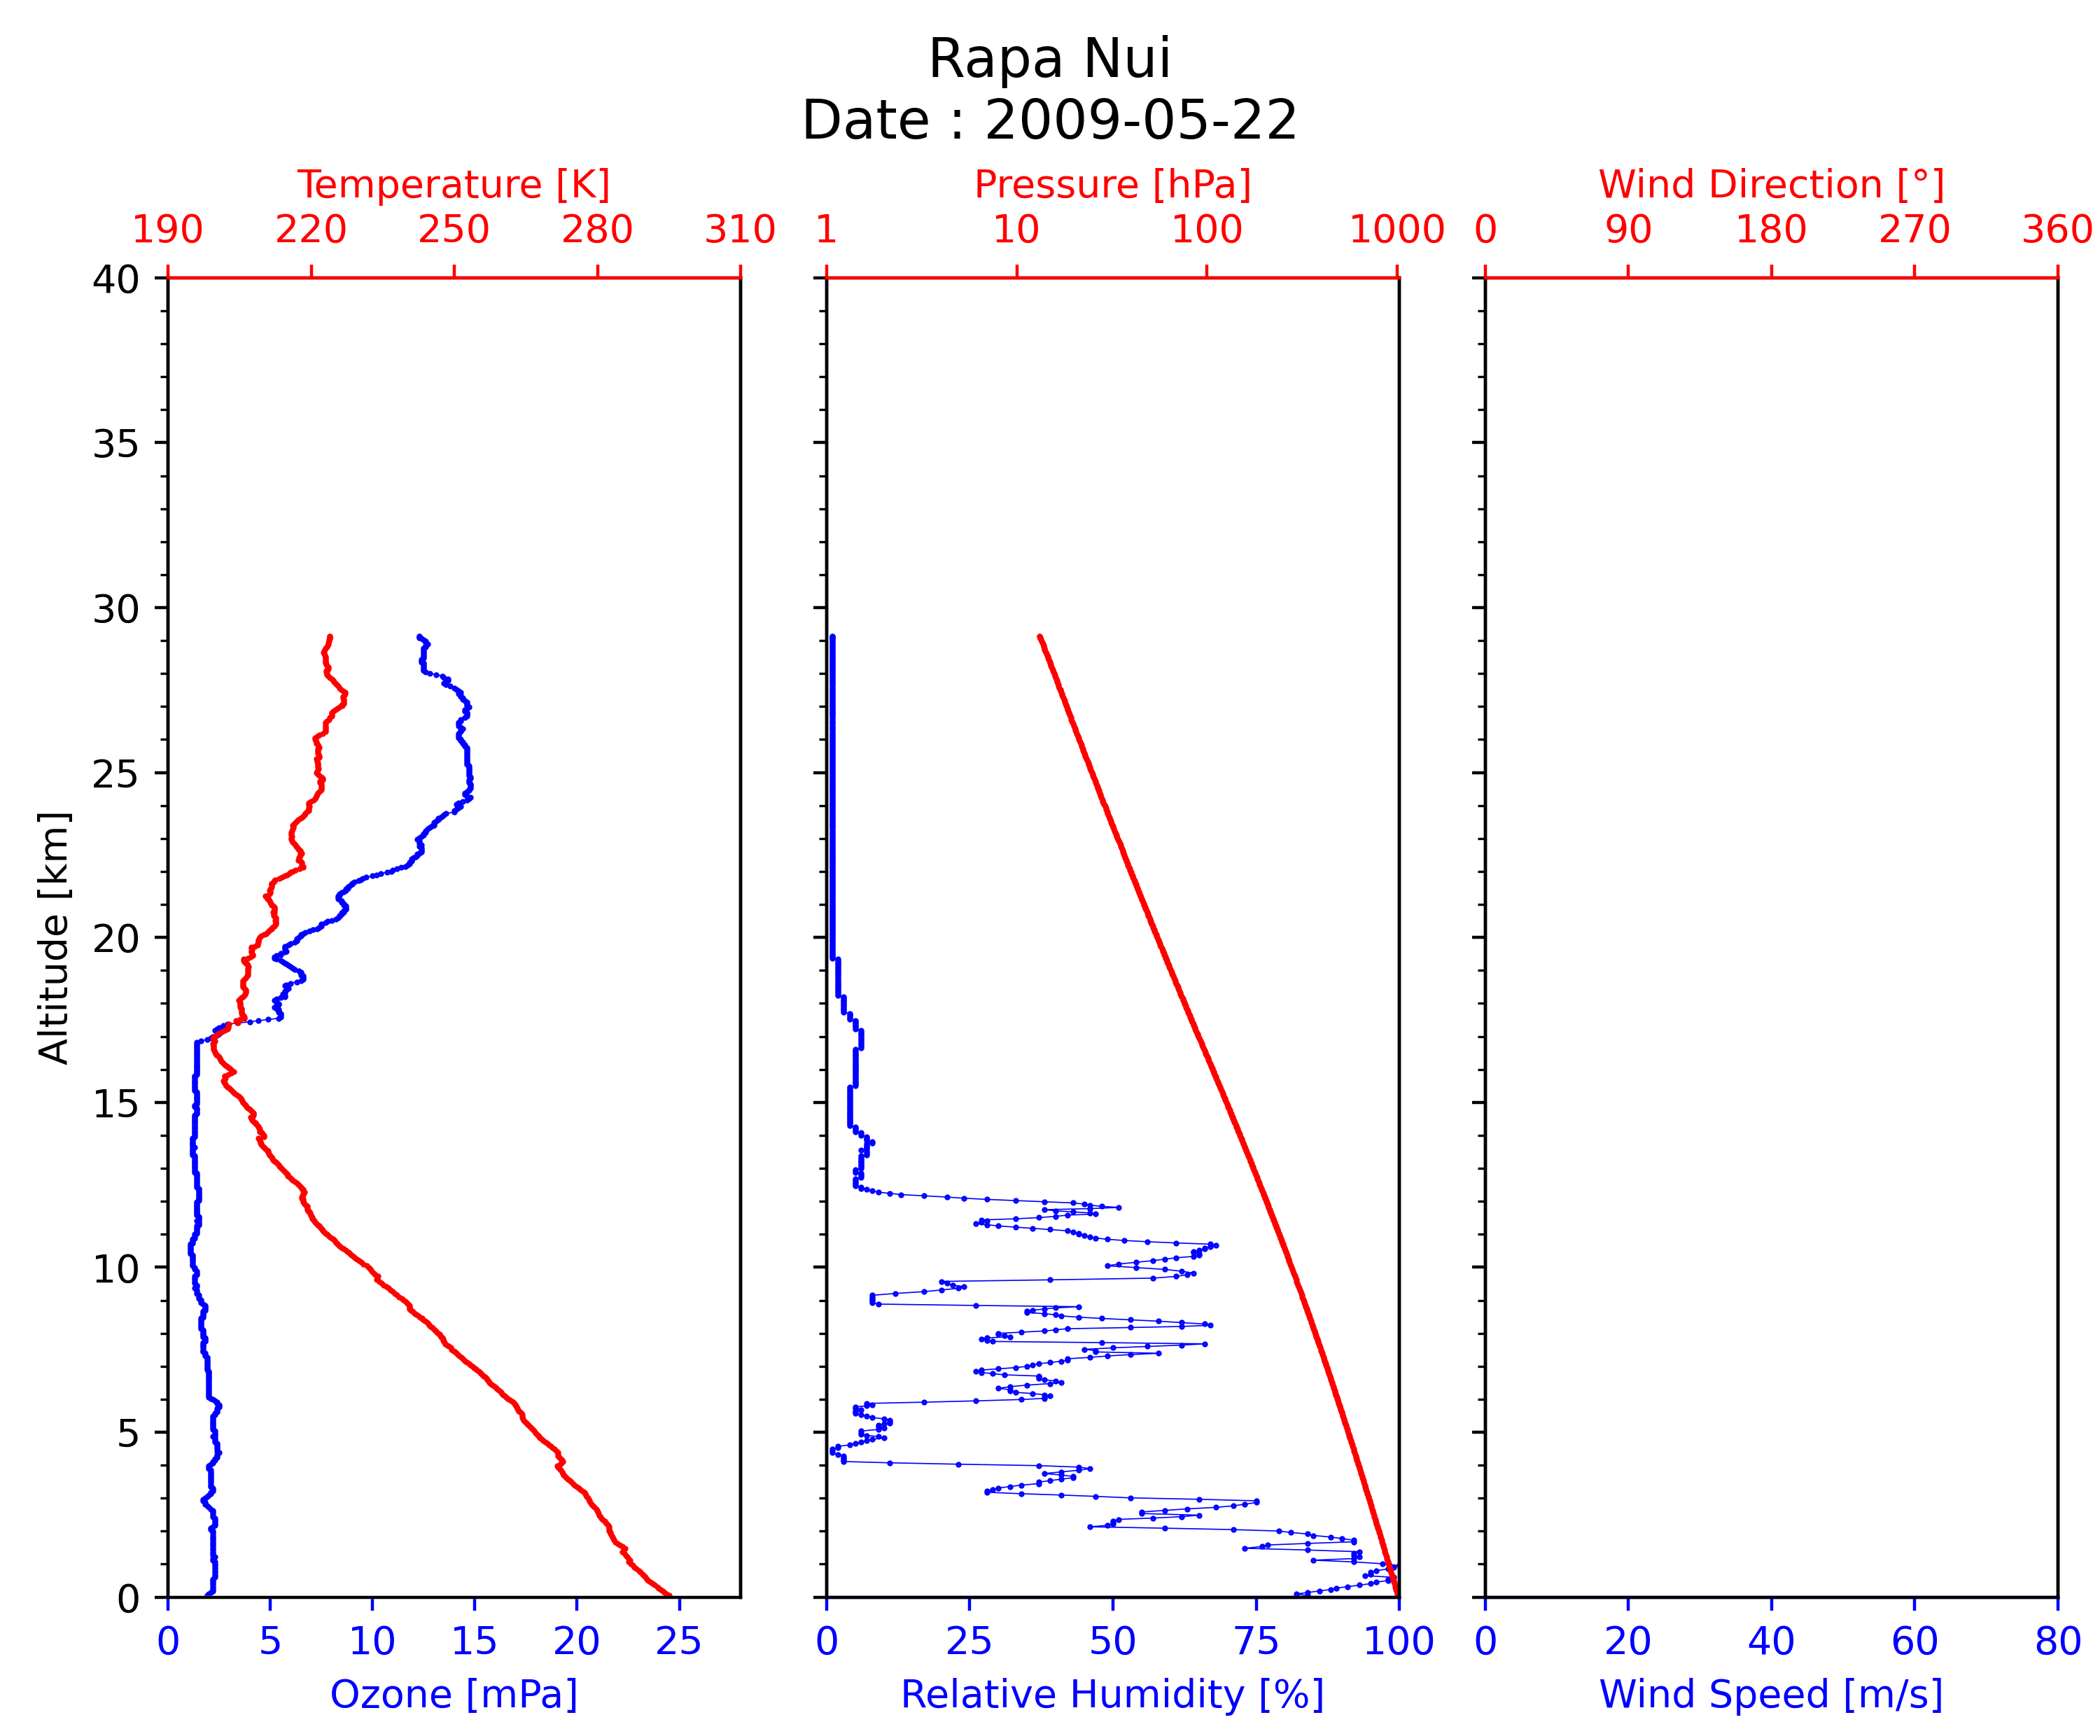 Rapa Nui
Date : 2009-05-22
Temperature [K]
190 220 250 280 310
Pressure [hPa]
1 10 100 1000
Wind Direction [°]
0 90 180 270 360
Altitude [km]
40
35
30
25
20
15
10
5
0
0 5 10 15 20 25
Ozone [mPa]
0 25 50 75 100
Relative Humidity [%]
0 20 40 60 80
Wind Speed [m/s]